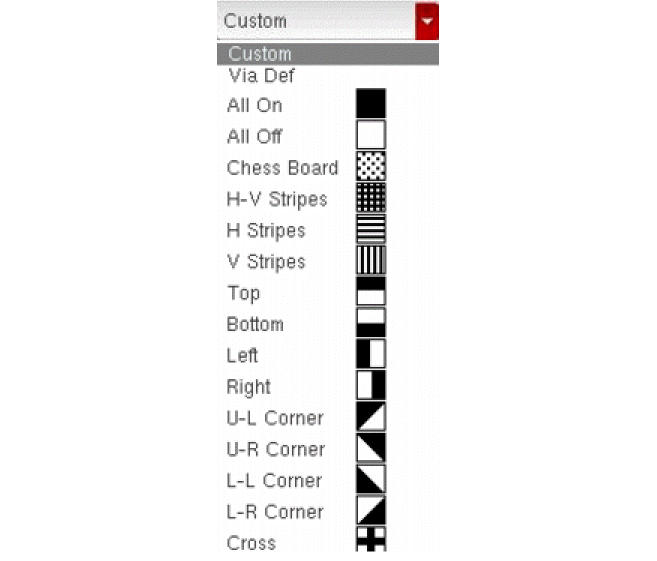 Custom
Custom
Via Def
All On
All Off
Chess Board
H-V Stripes
H Stripes
V Stripes
Top
Bottom
Left
Right
U-L Corner
U-R Corner
L-L Corner
L-R Corner
Cross